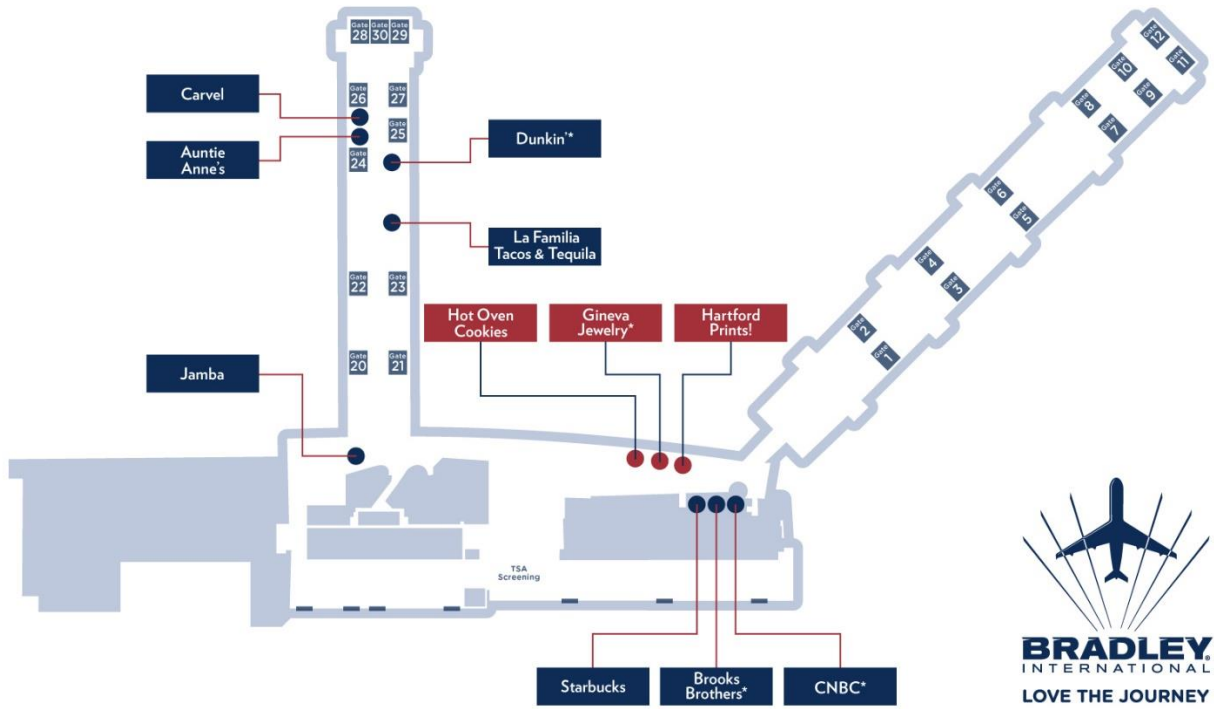 Gate
28
Gate
30
Gate
29
Gate
12
Gate
11
Gate
10
Gate
9
Gate
8
Gate
7
Carvel
Gate
26
Gate
27
Gate
25
Dunkin'*
Auntie
Anne's
Gate
24
Gate
6
Gate
5
La Familia
Tacos & Tequila
Gate
22
Gate
23
Gate
4
Gate
3
Hot Oven
Cookies
Gineva
Jewelry*
Hartford
Prints!
Gate
2
Gate
1
Jamba
Gate
20
Gate
21
TSA
Screening
Starbucks
Brooks
Brothers*
CNBC*
BRADLEY®
INTERNATIONAL
LOVE THE JOURNEY